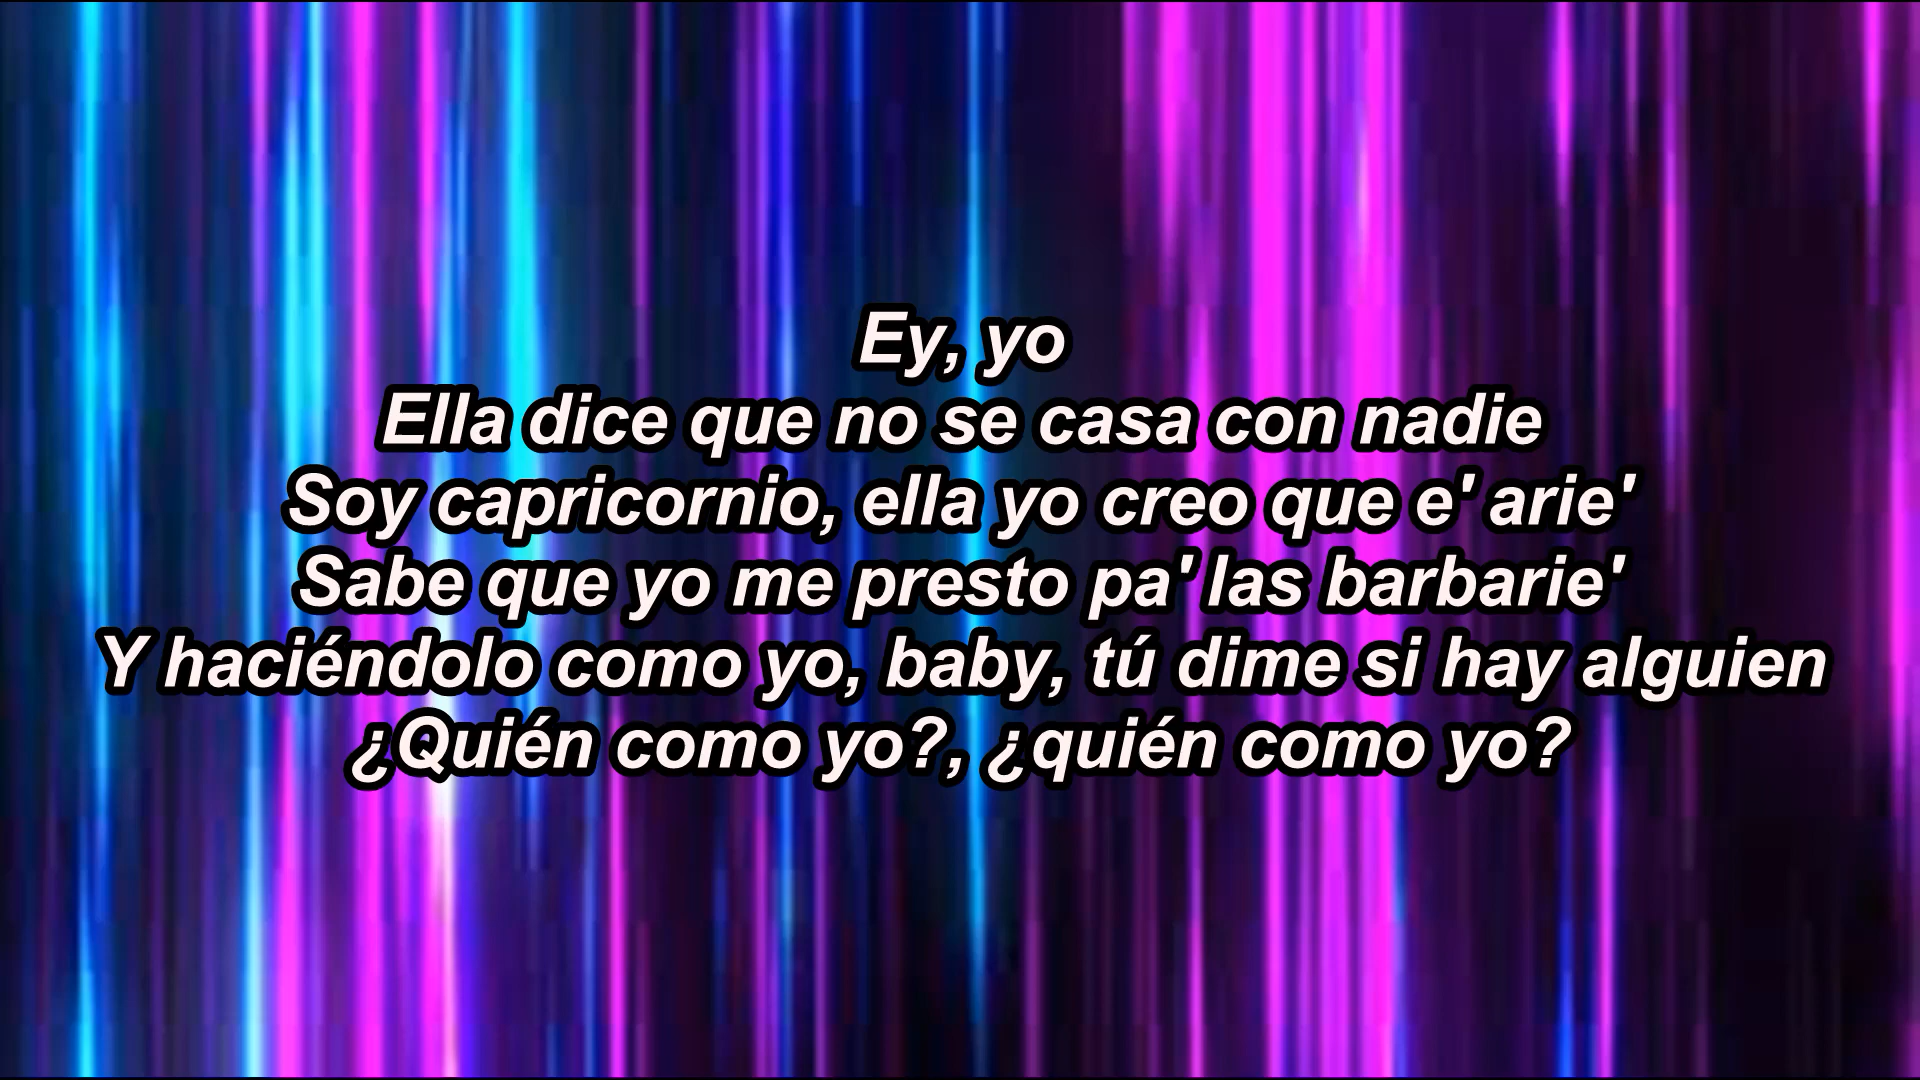 Ey, yo
Ella dice que no se casa con nadie
Soy capricornio, ella yo creo que e' arie'
Sabe que yo me presto pa' las barbarie'
Y haciéndolo como yo, baby, tú dime si hay alguien
¿Quién como yo?, ¿quién como yo?